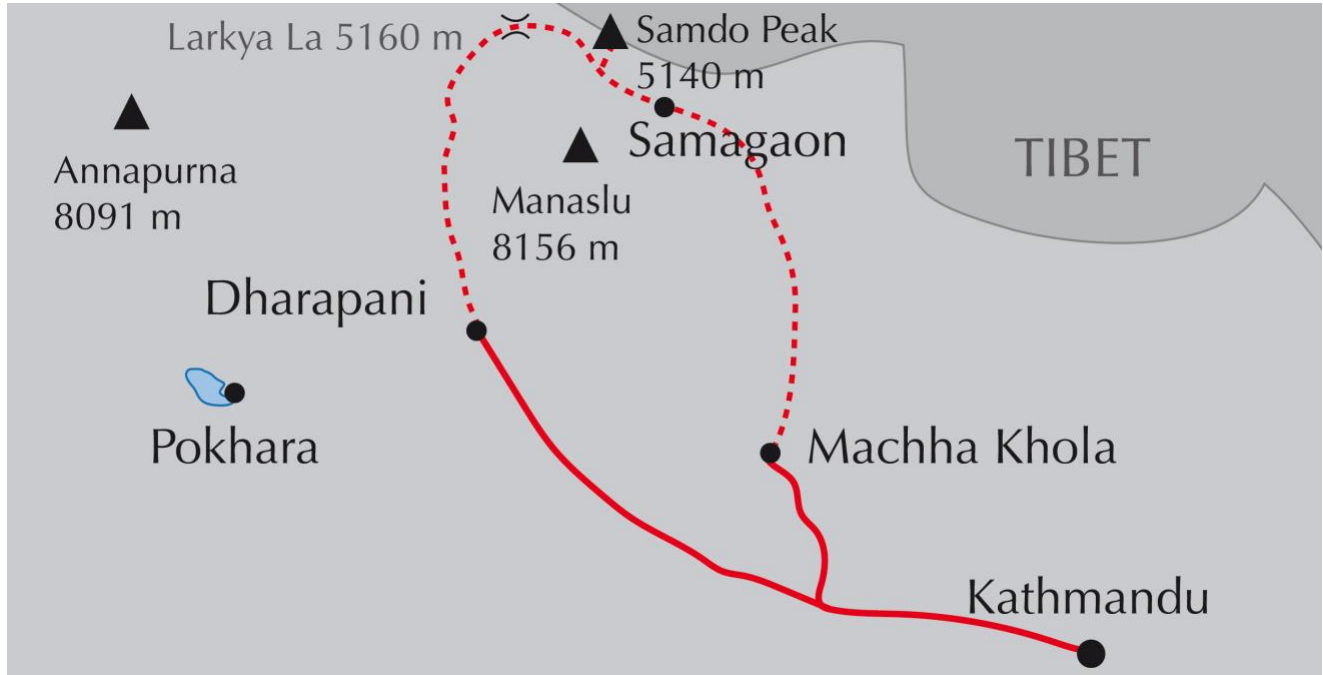 Larkya La 5160 m
Samdo Peak
5140 m
Annapurna
8091 m
Samagaon
TIBET
Manaslu
8156 m
Dharapani
Pokhara
Machha Khola
Kathmandu